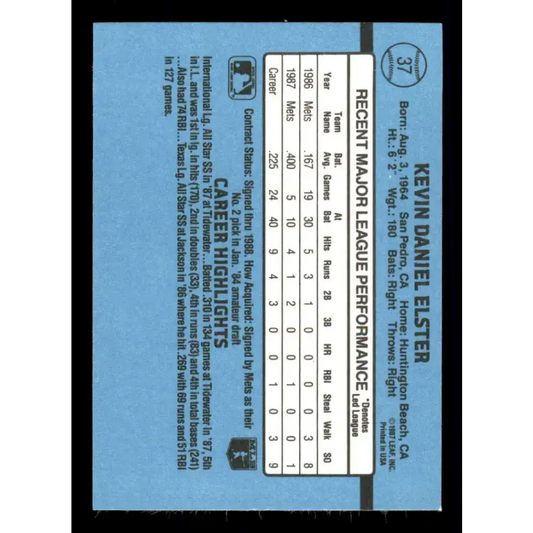 37
KEVIN DANIEL ELSTER
Born: Aug. 3, 1964 San Pedro, CA Home: Huntington Beach, CA
Ht.: 6'2" Wgt.: 180 Bats: Right Throws: Right
©1987 LEAF, INC.
Printed in USA
RECENT MAJOR LEAGUE PERFORMANCE *Denotes Led League
Team Bat. At
Year Name Avg. Games Bat Hits Runs 2B 3B HR RBI Steal Walk SO
1986 Mets .167 19 30 5 3 1 0 0 0 0 3 8
1987 Mets .400 5 10 4 1 2 0 0 1 0 0 1
Career .225 24 40 9 4 3 0 0 1 0 3 9
Contract Status: Signed thru 1988. How Acquired: Signed by Mets as their
No. 2 pick in Jan. '84 amateur draft
CAREER HIGHLIGHTS
International Lg. All Star SS in '87 at Tidewater...Batted .310 in 134 games at Tidewater in '87, 5th
in I.L. and was 1st in lg. in hits (170), 2nd in doubles (33), 4th in runs (83) and 4th in total bases (241)
...Also had 74 RBI...Texas Lg. All Star SS at Jackson in '86 where he hit .269 with 69 runs and 51 RBI
in 127 games.